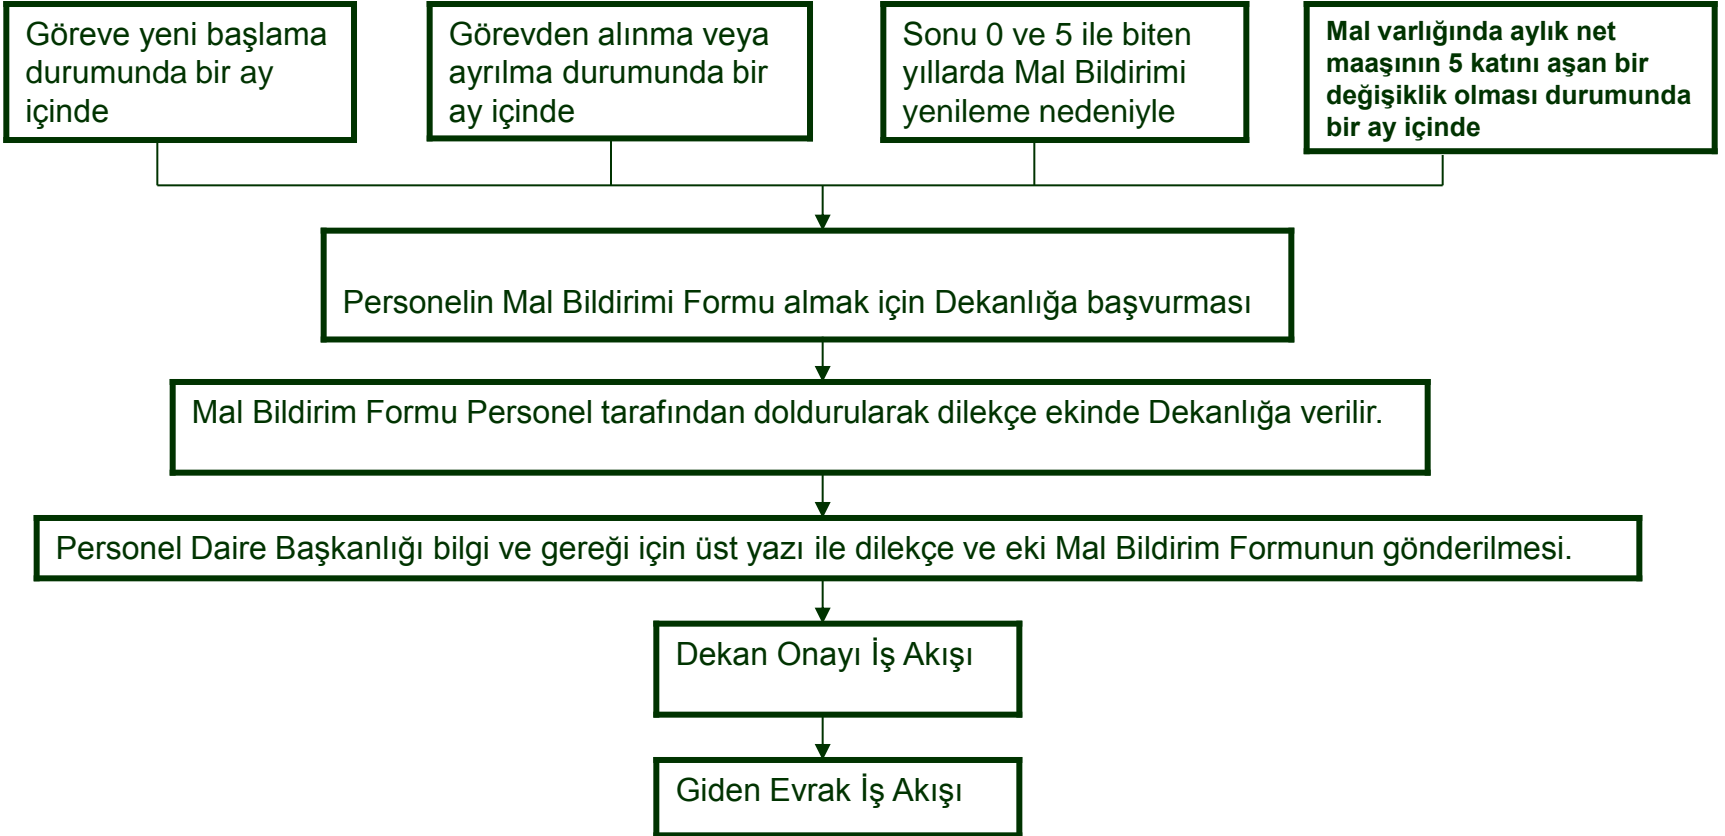 Göreve yeni başlama
durumunda bir ay
içinde
Görevden alınma veya
ayrılma durumunda bir
ay içinde
Sonu 0 ve 5 ile biten
yıllarda Mal Bildirimi
yenileme nedeniyle
Mal varlığında aylık net
maaşının 5 katını aşan bir
değişiklik olması durumunda
bir ay içinde
Personelin Mal Bildirimi Formu almak için Dekanlığa başvurması
Mal Bildirim Formu Personel tarafından doldurularak dilekçe ekinde Dekanlığa verilir.
Personel Daire Başkanlığı bilgi ve gereği için üst yazı ile dilekçe ve eki Mal Bildirim Formunun gönderilmesi.
Dekan Onayı İş Akışı
Giden Evrak İş Akışı